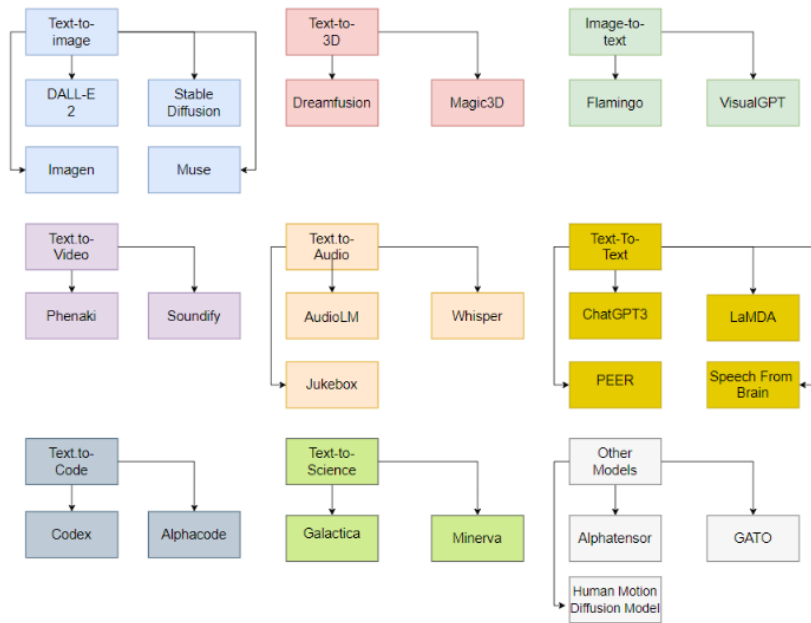 Text-to-
image
Text-to-
3D
Image-to-
text
DALL-E
2
Stable
Diffusion
Dreamfusion
Magic3D
Flamingo
VisualGPT
Imagen
Muse
Text.to-
Video
Text.to-
Audio
Text-To-
Text
Phenaki
Soundify
AudioLM
Whisper
ChatGPT3
LaMDA
Jukebox
PEER
Speech From
Brain
Text.to-
Code
Text-to-
Science
Other
Models
Codex
Alphacode
Galactica
Minerva
Alphatensor
GATO
Human Motion
Diffusion Model